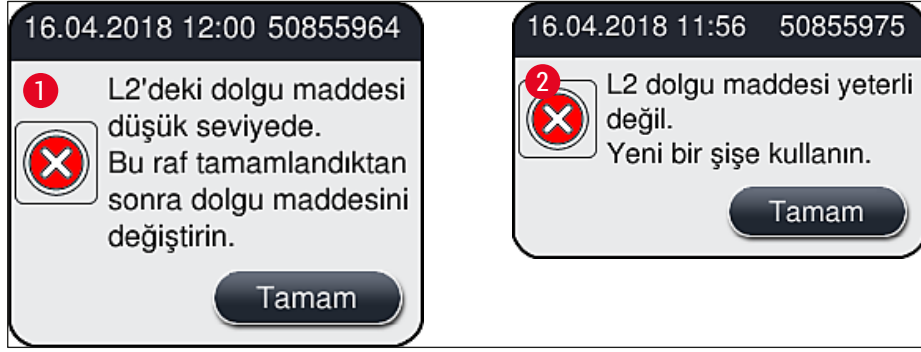 16.04.2018 12:00 50855964
1
L2'deki dolgu maddesi
düşük seviyede.
Bu raf tamamlandıktan
sonra dolgu maddesini
değiştirin.
Tamam
16.04.2018 11:56 50855975
2
L2 dolgu maddesi yeterli
değil.
Yeni bir şişe kullanın.
Tamam